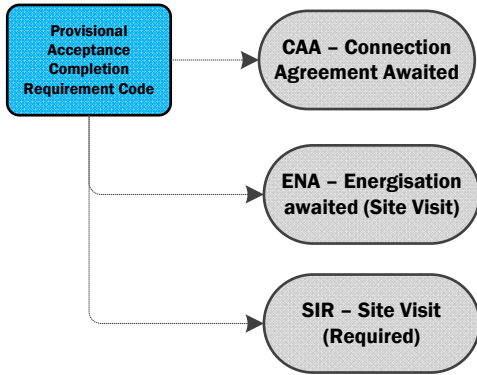 Provisional
Acceptance
Completion
Requirement Code
CAA – Connection
Agreement Awaited
ENA – Energisation
awaited (Site Visit)
SIR – Site Visit
(Required)